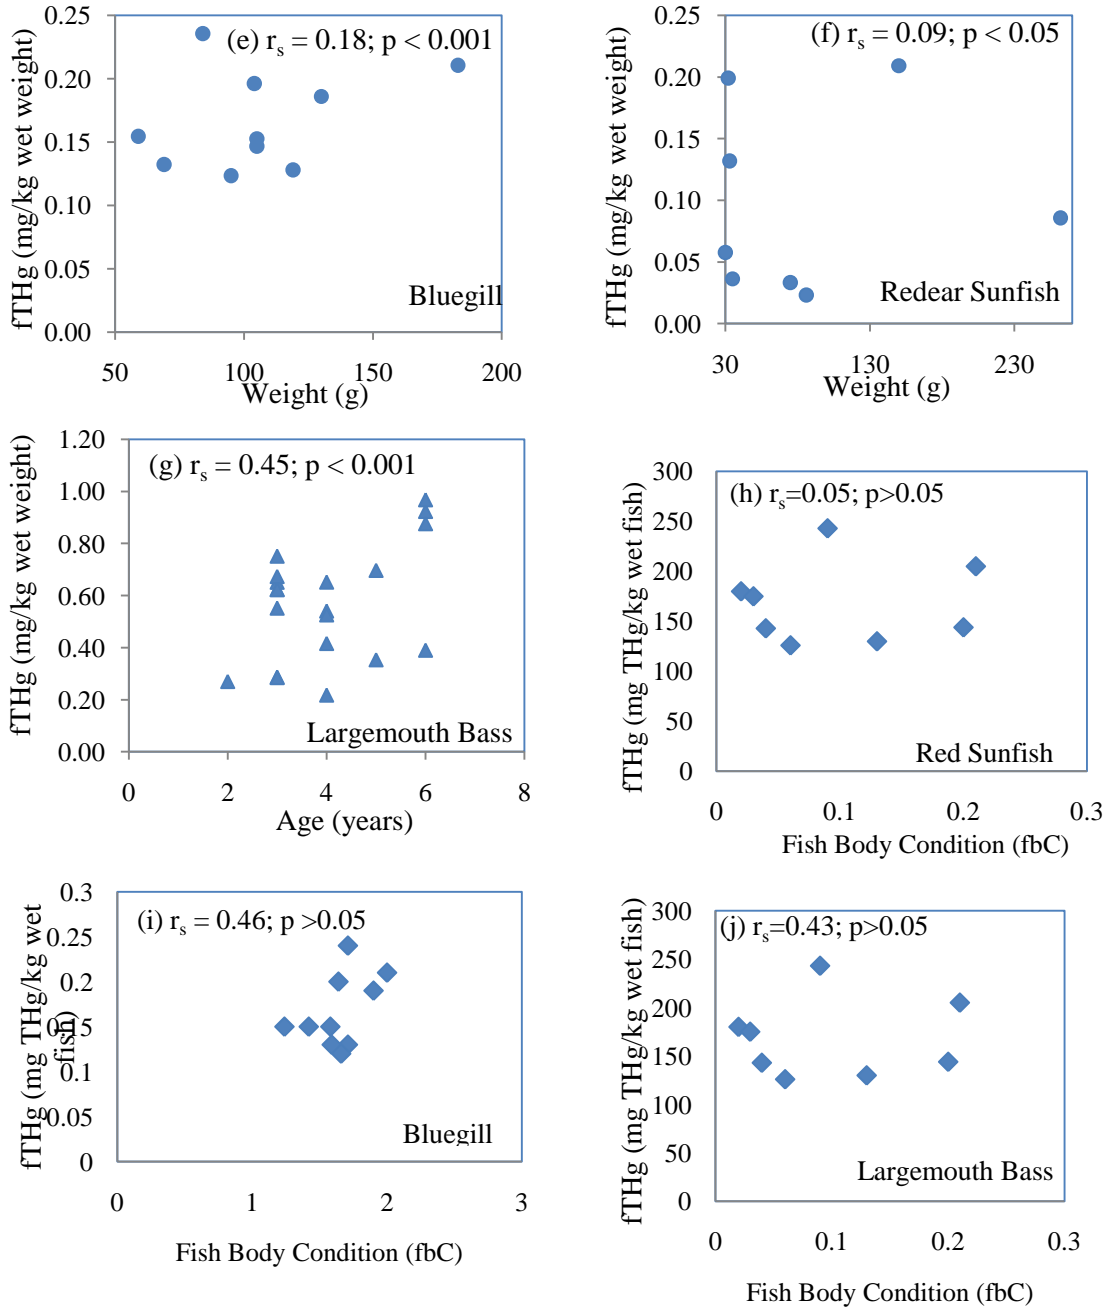 fTHg (mg/kg wet weight)
0.25
0.20
0.15
0.10
0.05
0.00
(e) rs = 0.18; p < 0.001
Bluegill
50
100
150
200
Weight (g)
fTHg (mg/kg wet weight)
0.25
0.20
0.15
0.10
0.05
0.00
(f) rs = 0.09; p < 0.05
Redear Sunfish
30
130
230
Weight (g)
fTHg (mg/kg wet weight)
1.20
1.00
0.80
0.60
0.40
0.20
0.00
(g) rs = 0.45; p < 0.001
Largemouth Bass
0
2
4
6
8
Age (years)
fTHg (mg THg/kg wet fish)
300
250
200
150
100
50
0
(h) rs=0.05; p>0.05
Red Sunfish
0
0.1
0.2
0.3
Fish Body Condition (fbC)
fTHg (mg THg/kg wet
fish)
0.3
0.25
0.2
0.15
0.1
0.05
0
(i) rs = 0.46; p >0.05
Bluegill
0
1
2
3
Fish Body Condition (fbC)
fTHg (mg THg/kg wet fish)
300
250
200
150
100
50
0
(j) rs=0.43; p>0.05
Largemouth Bass
0
0.1
0.2
0.3
Fish Body Condition (fbC)